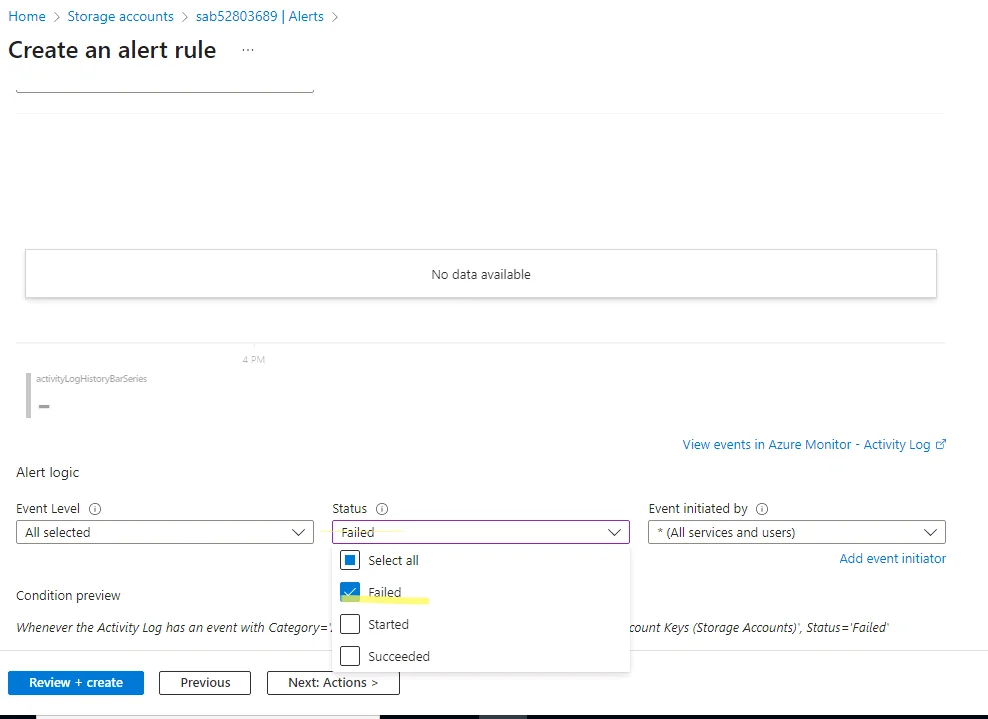 Home > Storage accounts > sab52803689 | Alerts >
Create an alert rule ...
No data available
4 PM
activityLogHistoryBarSeries
--
View events in Azure Monitor - Activity Log
Alert logic
Event Level Status Event initiated by
All selected Failed * (All services and users)
Select all Add event initiator
Failed
Condition preview
Started
Whenever the Activity Log has an event with Category='. count Keys (Storage Accounts)', Status='Failed'
Succeeded
Review + create Previous Next: Actions >